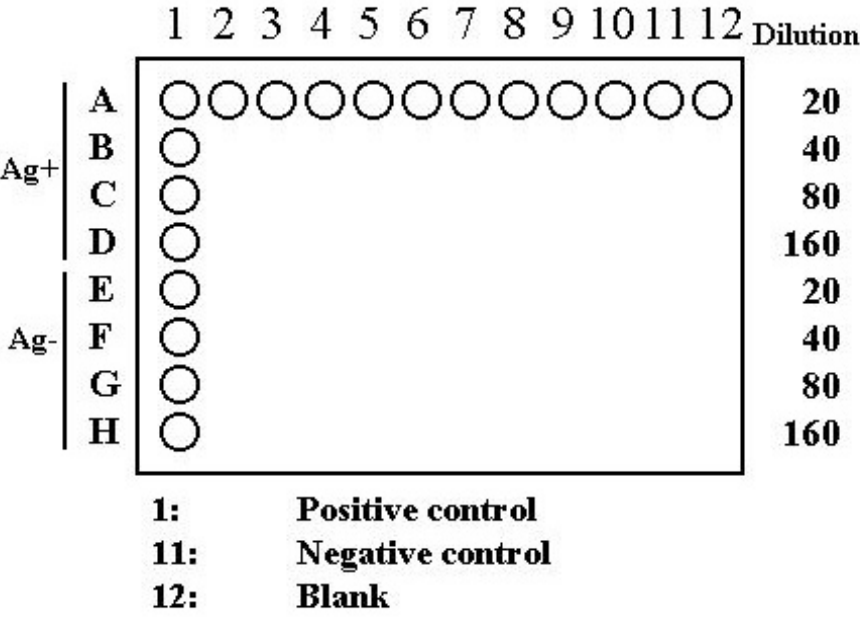 1 2 3 4 5 6 7 8 9 10 11 12 Dilution
A 20
B 40
Ag+
C 80
D 160
E 20
Ag- F 40
G 80
H 160
1: Positive control
11: Negative control
12: Blank